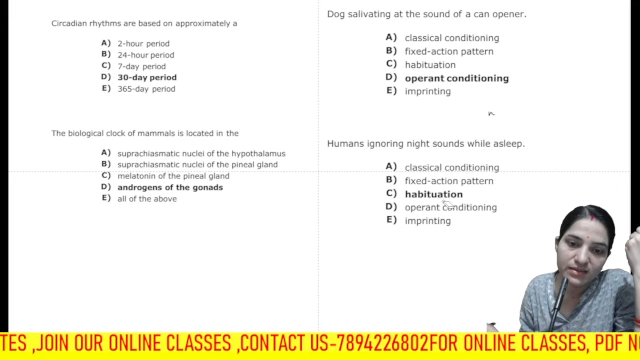 Circadian rhythms are based on approximately a
A) 2-hour period
B) 24-hour period
C) 7-day period
D) 30-day period
E) 365-day period
The biological clock of mammals is located in the
A) suprachiasmatic nuclei of the hypothalamus
B) suprachiasmatic nuclei of the pineal gland
C) melatonin of the pineal gland
D) androgens of the gonads
E) all of the above
Dog salivating at the sound of a can opener.
A) classical conditioning
B) fixed-action pattern
C) habituation
D) operant conditioning
E) imprinting
Humans ignoring night sounds while asleep.
A) classical conditioning
B) fixed-action pattern
C) habituation
D) operant conditioning
E) imprinting
TES ,JOIN OUR ONLINE CLASSES ,CONTACT US-7894226802FOR ONLINE CLASSES, PDF N